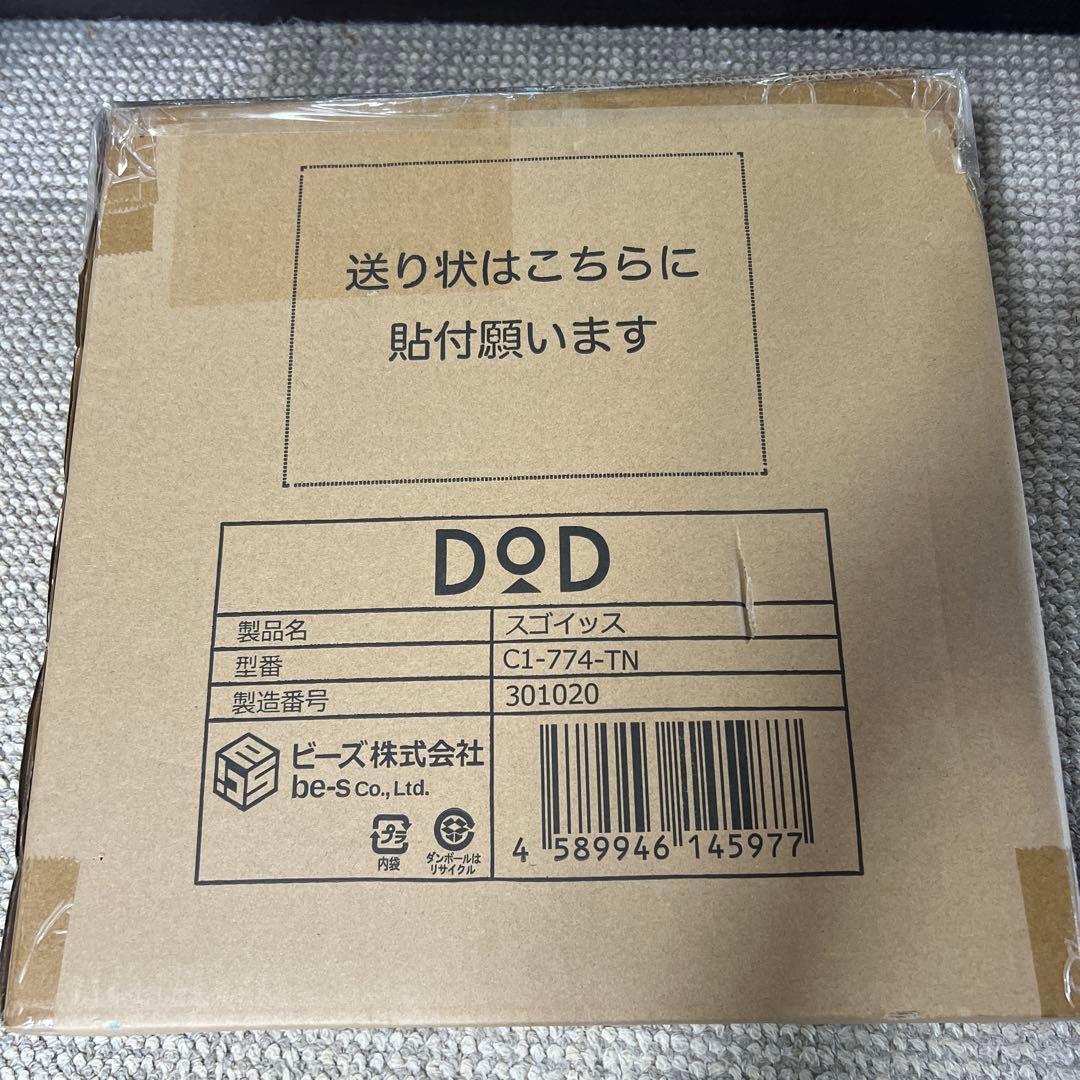 送り状はこちらに
貼付願います
DOD
製品名 スゴイッス
型番 C1-774-TN
製造番号 301020
ビーズ株式会社
be-s Co., Ltd.
プラ
内袋
ダンボールは
リサイクル
4 589946 145977